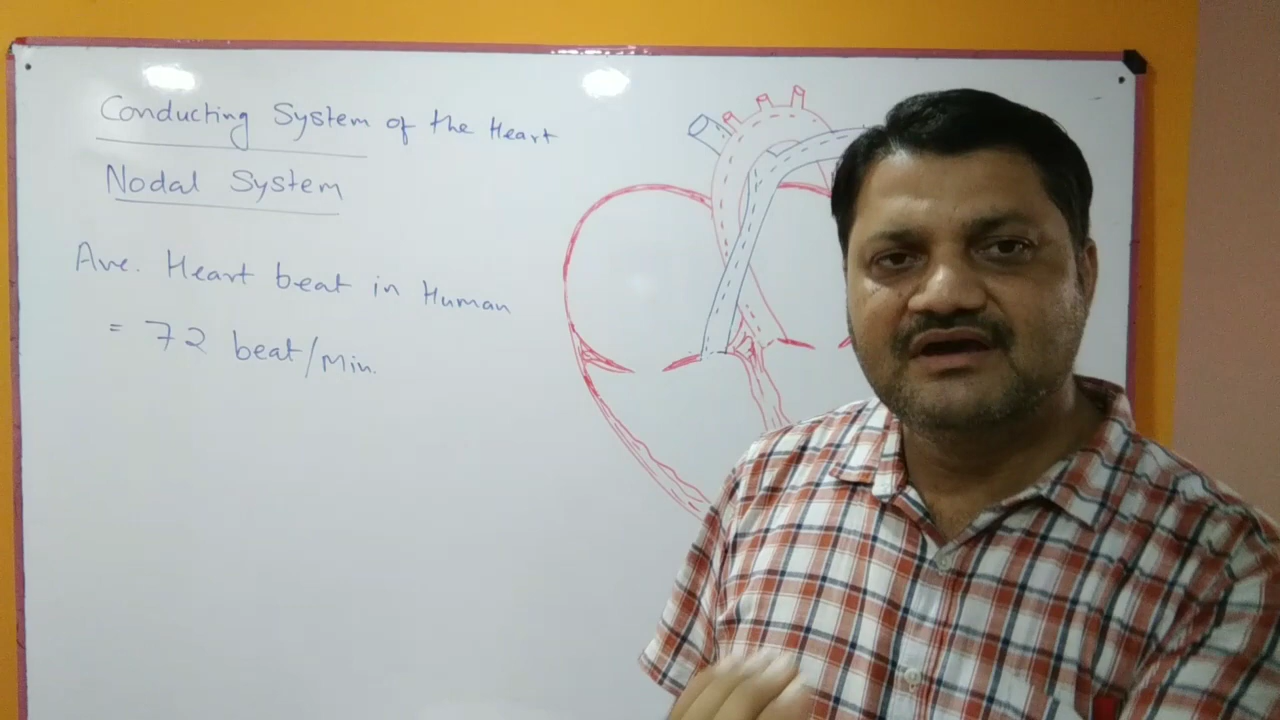 Conducting System of the Heart
Nodal System
Ave. Heart beat in Human
= 72 beat/Min.